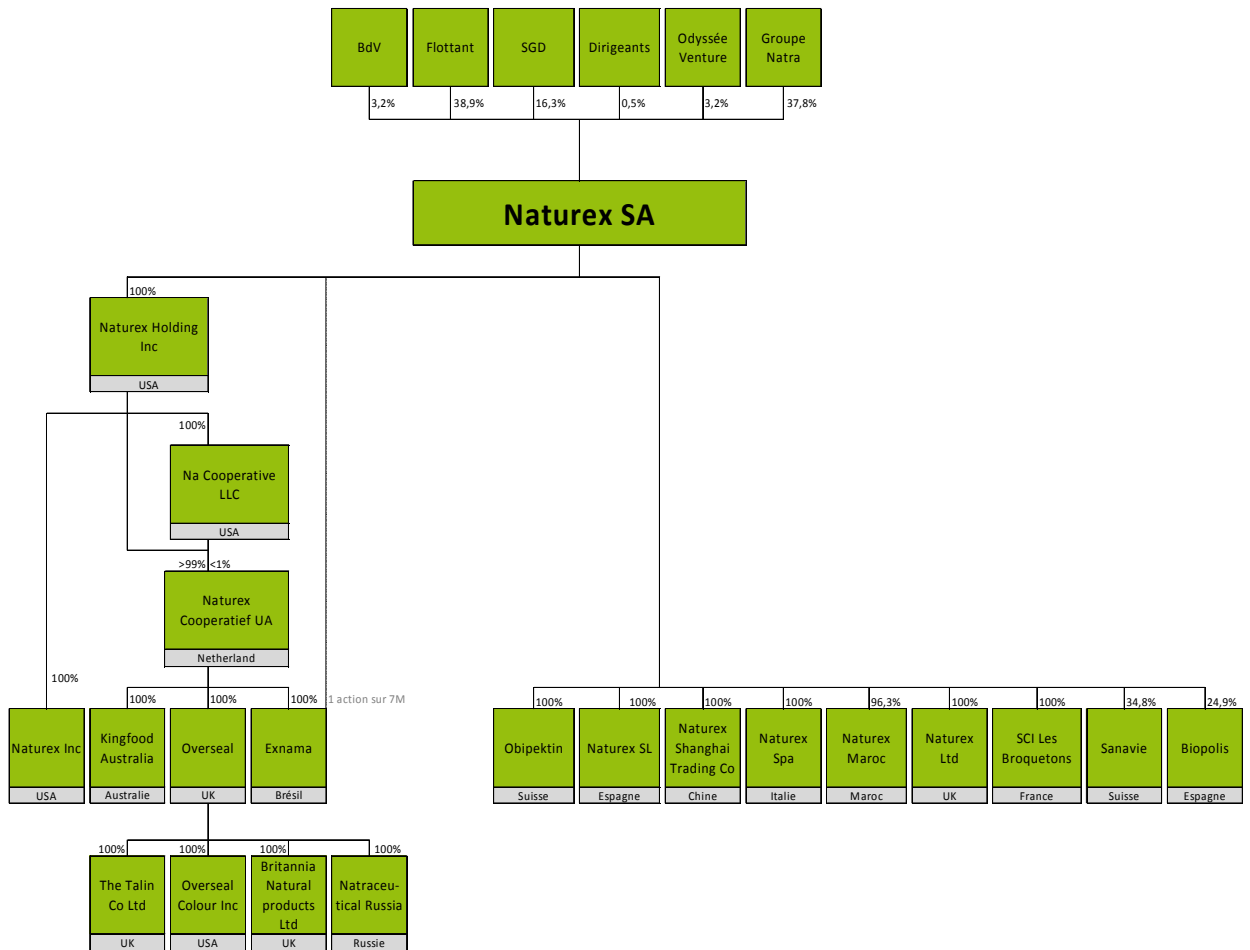 BdV
Flottant
SGD
Dirigeants
Odyssée
Venture
Groupe
Natra
3,2%
38,9%
16,3%
0,5%
3,2%
37,8%
Naturex SA
100%
Naturex Holding
Inc
USA
100%
Na Cooperative
LLC
USA
>99% <1%
Naturex
Cooperatief UA
Netherland
100%
100%
100%
100%
1 action sur 7M
Naturex Inc
USA
Kingfood
Australia
Australie
Overseal
UK
Exnama
Brésil
100%
100%
100%
100%
96,3%
100%
100%
34,8%
24,9%
Obipektin
Suisse
Naturex SL
Espagne
Naturex
Shanghai
Trading Co
Chine
Naturex
Spa
Italie
Naturex
Maroc
Maroc
Naturex
Ltd
UK
SCI Les
Broquetons
France
Sanavie
Suisse
Biopolis
Espagne
100%
100%
100%
100%
The Talin
Co Ltd
UK
Overseal
Colour Inc
USA
Britannia
Natural
products
Ltd
UK
Natraceu-
tical Russia
Russie